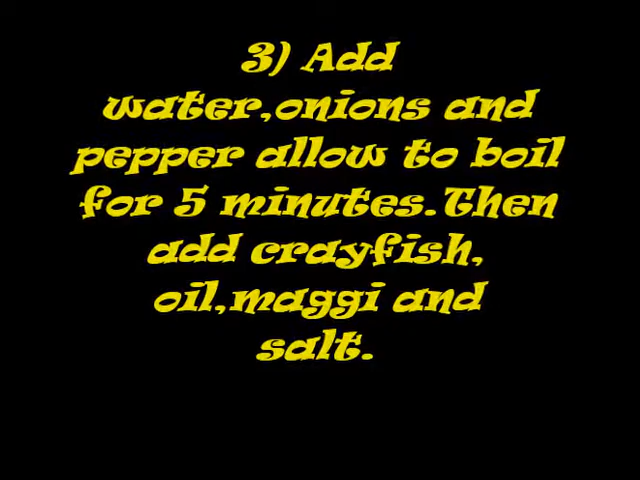 3) Add
water,onions and
pepper allow to boil
for 5 minutes.Then
add crayfish,
oil,maggi and
salt.